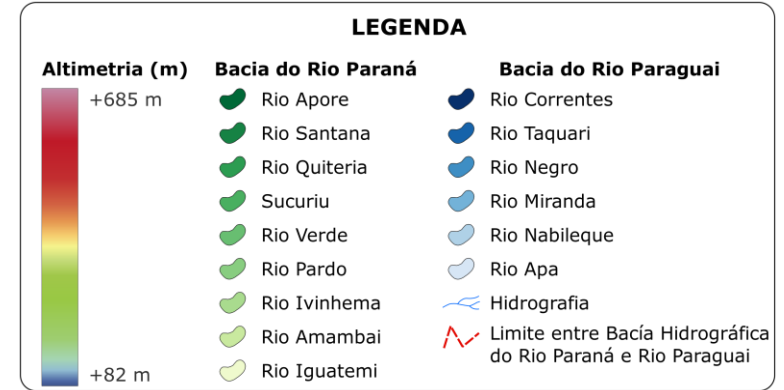 LEGENDA
Altimetria (m)
+685 m
+82 m
Bacia do Rio Paraná
Rio Apore
Rio Santana
Rio Quiteria
Sucuriu
Rio Verde
Rio Pardo
Rio Ivinhema
Rio Amambai
Rio Iguatemi
Bacia do Rio Paraguai
Rio Correntes
Rio Taquari
Rio Negro
Rio Miranda
Rio Nabileque
Rio Apa
Hidrografia
Limite entre Bacía Hidrográfica
do Rio Paraná e Rio Paraguai